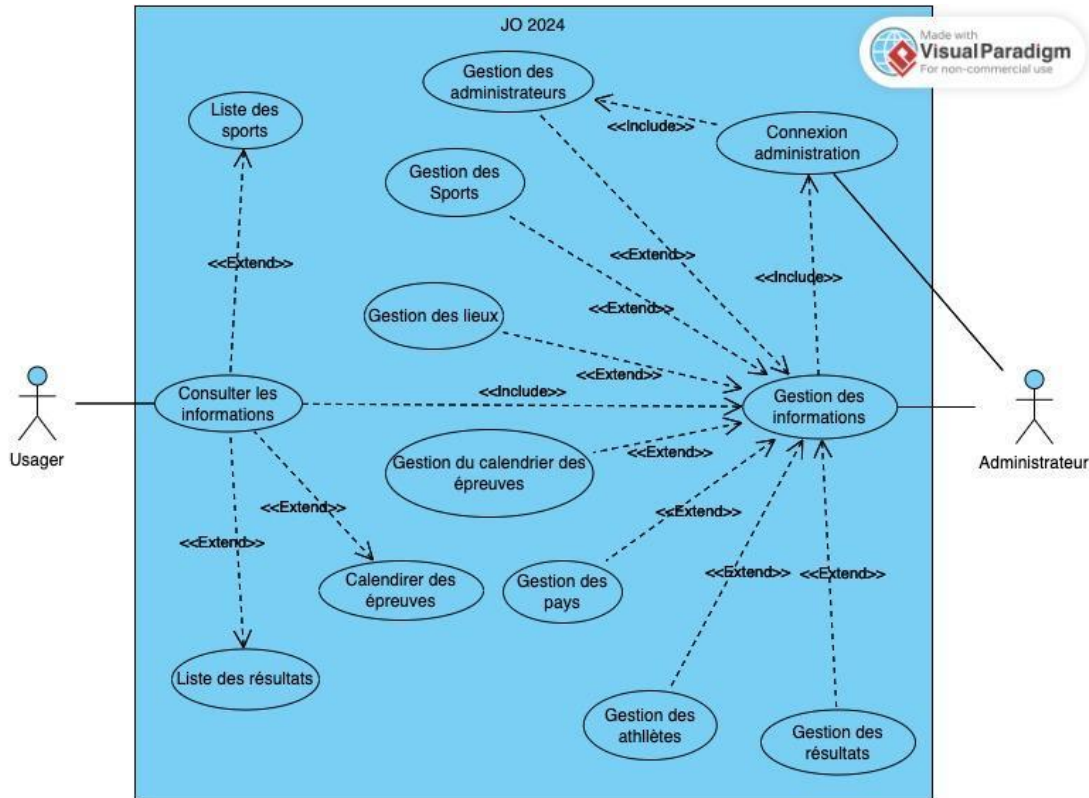 JO 2024
Made with
Visual Paradigm
For non-commercial use
Gestion des
administrateurs
Liste des
sports
<<Include>>
Connexion
administration
Gestion des
Sports
<<Extend>>
<<Extend>>
<<Include>>
Gestion des lieux
<<Extend>>
<<Extend>>
Consulter les
informations
<<Include>>
Gestion des
informations
Usager
Administrateur
Gestion du calendrier des
épreuves
<<Extend>>
<<Extend>>
<<Extend>>
<<Extend>>
Calendirer des
épreuves
Gestion des
pays
<<Extend>>
<<Extend>>
Liste des résultats
Gestion des
athllètes
Gestion des
résultats